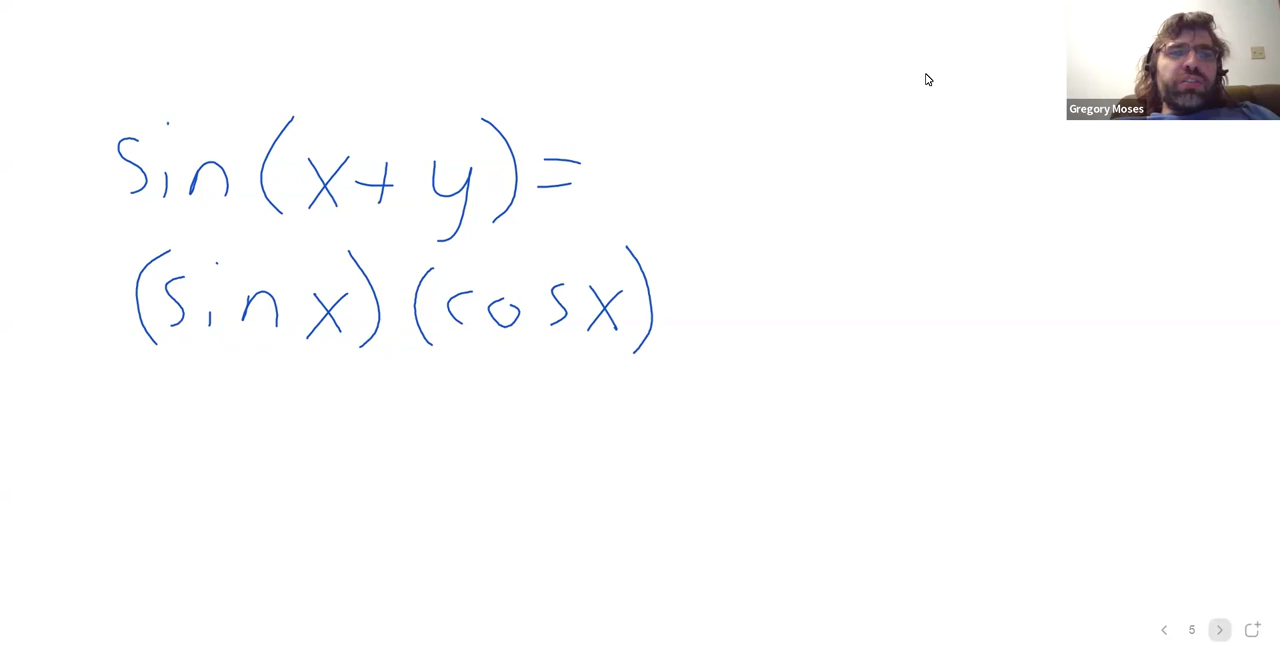 sin(x+y)=
(sin x)(cos x)
Gregory Moses
5